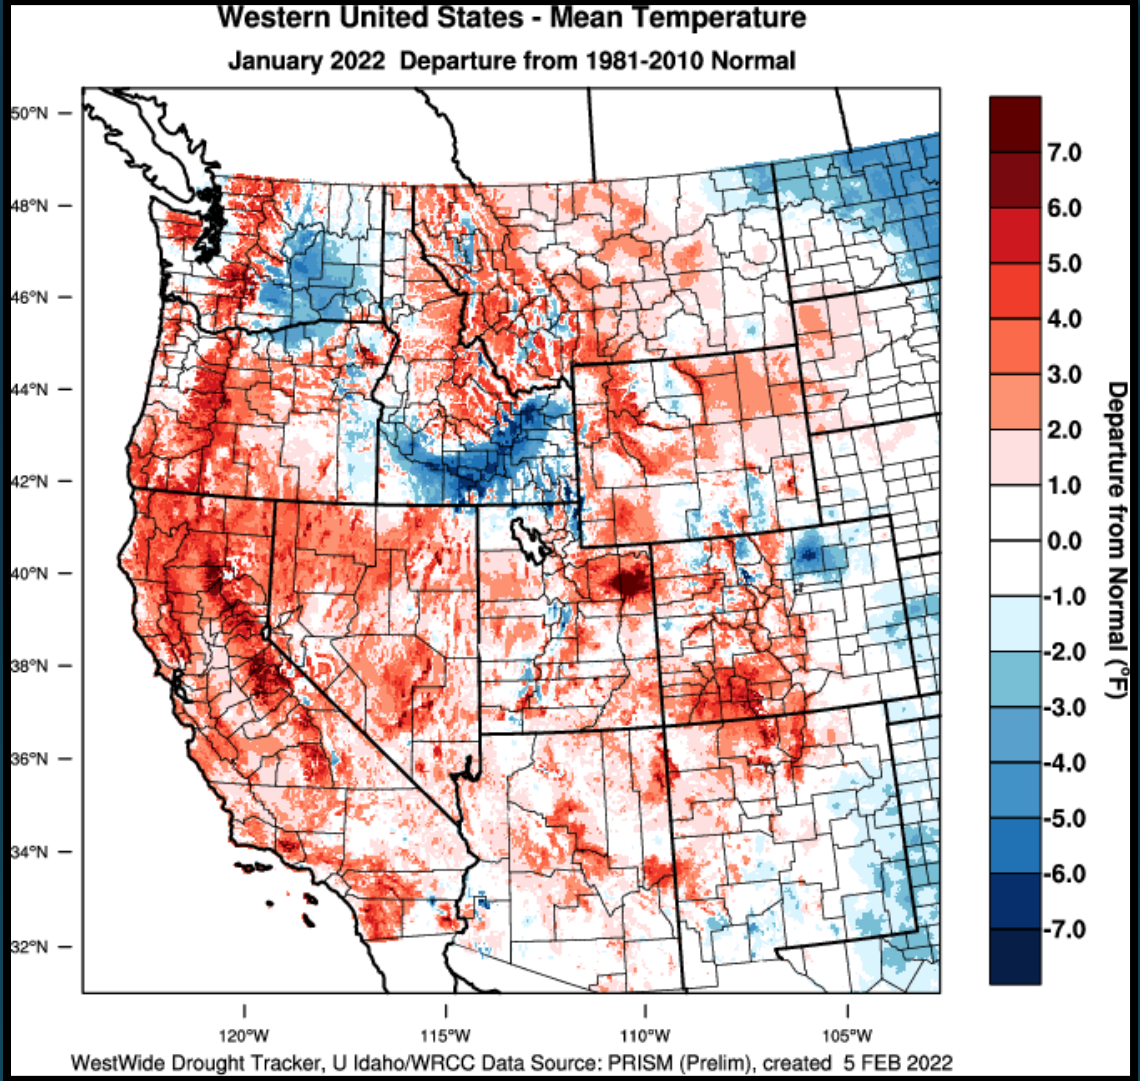 Western United States - Mean Temperature
January 2022 Departure from 1981-2010 Normal
50°N
48°N
46°N
44°N
42°N
40°N
38°N
36°N
34°N
32°N
120°W
115°W
110°W
105°W
7.0
6.0
5.0
4.0
3.0
2.0
1.0
0.0
-1.0
-2.0
-3.0
-4.0
-5.0
-6.0
-7.0
Departure from Normal (°F)
WestWide Drought Tracker, U Idaho/WRCC Data Source: PRISM (Prelim), created 5 FEB 2022